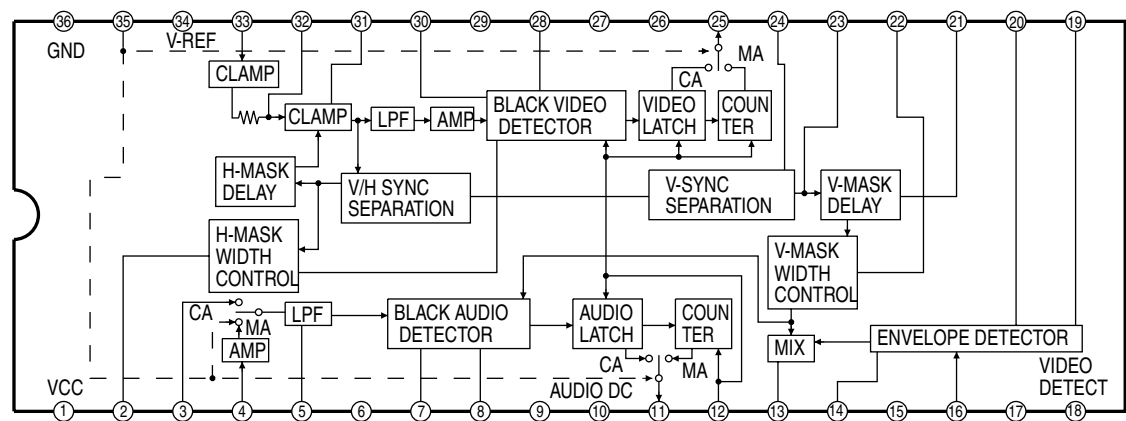 36 35 34 33 32 31 30 29 28 27 26 25 24 23 22 21 20 19
GND
V-REF
CLAMP
CA
MA
CLAMP
LPF
AMP
BLACK VIDEO
DETECTOR
VIDEO
LATCH
COUN
TER
H-MASK
DELAY
V/H SYNC
SEPARATION
V-SYNC
SEPARATION
V-MASK
DELAY
H-MASK
WIDTH
CONTROL
V-MASK
WIDTH
CONTROL
CA
MA
AMP
LPF
BLACK AUDIO
DETECTOR
AUDIO
LATCH
COUN
TER
MIX
ENVELOPE DETECTOR
CA
MA
VIDEO
DETECT
VCC
AUDIO DC
1 2 3 4 5 6 7 8 9 10 11 12 13 14 15 16 17 18